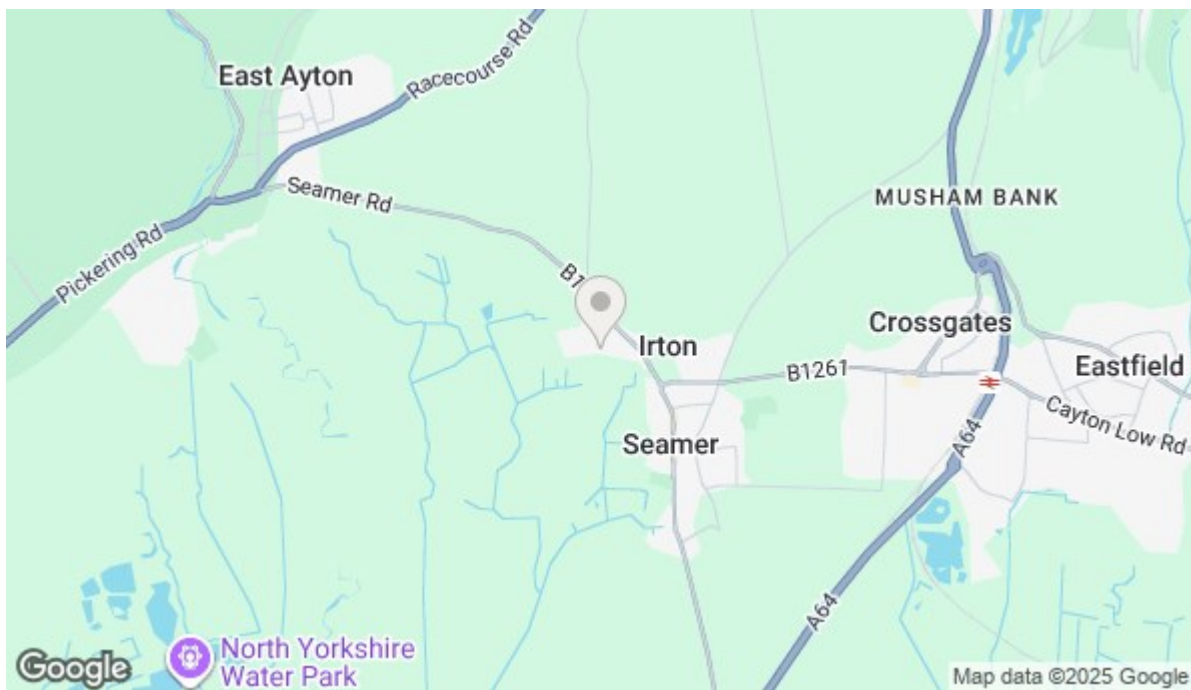 East Ayton
Racecourse Rd
Seamer Rd
MUSHAM BANK
Pickering Rd
Crossgates
Irton
B1261
Eastfield
Cayton Low Rd
A64
Seamer
A64
North Yorkshire
Water Park
Google
Map data ©2025 Google